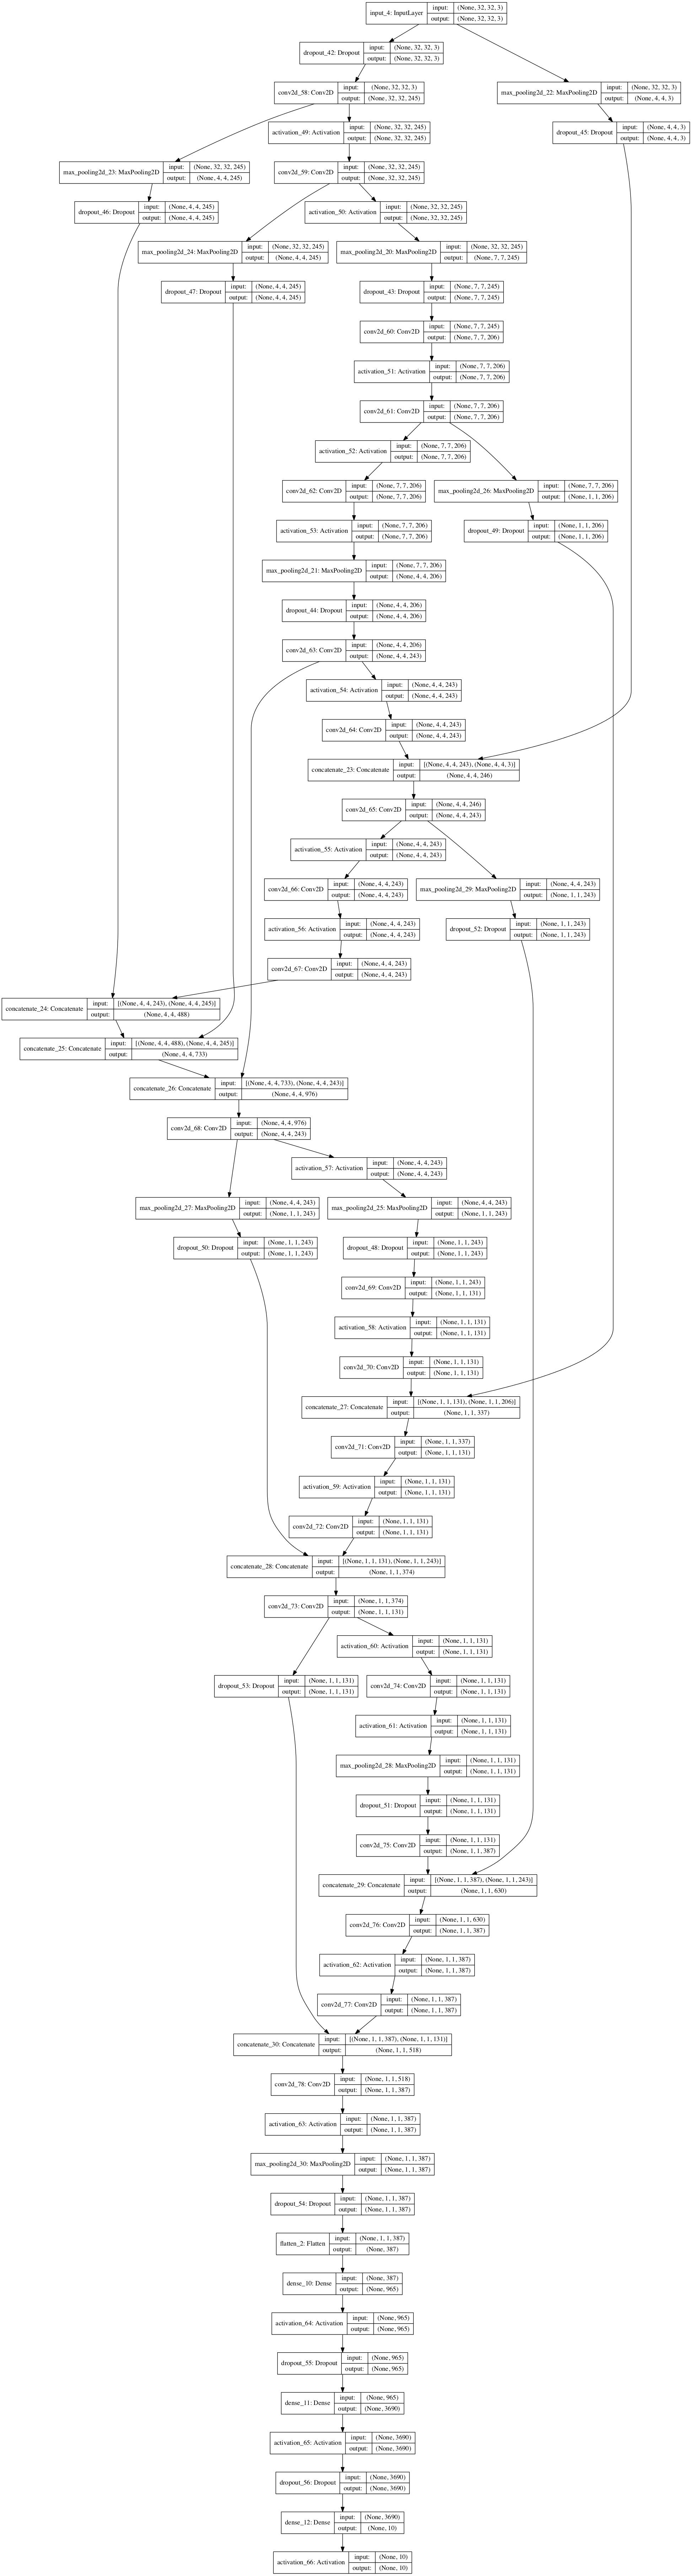 input_4: InputLayer
input: (None, 32, 32, 3)
output: (None, 32, 32, 3)
dropout_42: Dropout
input: (None, 32, 32, 3)
output: (None, 32, 32, 3)
conv2d_58: Conv2D
input: (None, 32, 32, 3)
output: (None, 32, 32, 245)
max_pooling2d_22: MaxPooling2D
input: (None, 32, 32, 3)
output: (None, 4, 4, 3)
activation_49: Activation
input: (None, 32, 32, 245)
output: (None, 32, 32, 245)
dropout_45: Dropout
input: (None, 4, 4, 3)
output: (None, 4, 4, 3)
max_pooling2d_23: MaxPooling2D
input: (None, 32, 32, 245)
output: (None, 4, 4, 245)
conv2d_59: Conv2D
input: (None, 32, 32, 245)
output: (None, 32, 32, 245)
dropout_46: Dropout
input: (None, 4, 4, 245)
output: (None, 4, 4, 245)
activation_50: Activation
input: (None, 32, 32, 245)
output: (None, 32, 32, 245)
max_pooling2d_24: MaxPooling2D
input: (None, 32, 32, 245)
output: (None, 4, 4, 245)
max_pooling2d_20: MaxPooling2D
input: (None, 32, 32, 245)
output: (None, 7, 7, 245)
dropout_47: Dropout
input: (None, 4, 4, 245)
output: (None, 4, 4, 245)
dropout_43: Dropout
input: (None, 7, 7, 245)
output: (None, 7, 7, 245)
conv2d_60: Conv2D
input: (None, 7, 7, 245)
output: (None, 7, 7, 206)
activation_51: Activation
input: (None, 7, 7, 206)
output: (None, 7, 7, 206)
conv2d_61: Conv2D
input: (None, 7, 7, 206)
output: (None, 7, 7, 206)
activation_52: Activation
input: (None, 7, 7, 206)
output: (None, 7, 7, 206)
conv2d_62: Conv2D
input: (None, 7, 7, 206)
output: (None, 7, 7, 206)
max_pooling2d_26: MaxPooling2D
input: (None, 7, 7, 206)
output: (None, 1, 1, 206)
activation_53: Activation
input: (None, 7, 7, 206)
output: (None, 7, 7, 206)
dropout_49: Dropout
input: (None, 1, 1, 206)
output: (None, 1, 1, 206)
max_pooling2d_21: MaxPooling2D
input: (None, 7, 7, 206)
output: (None, 4, 4, 206)
dropout_44: Dropout
input: (None, 4, 4, 206)
output: (None, 4, 4, 206)
conv2d_63: Conv2D
input: (None, 4, 4, 206)
output: (None, 4, 4, 243)
activation_54: Activation
input: (None, 4, 4, 243)
output: (None, 4, 4, 243)
conv2d_64: Conv2D
input: (None, 4, 4, 243)
output: (None, 4, 4, 243)
concatenate_23: Concatenate
input: [(None, 4, 4, 243), (None, 4, 4, 3)]
output: (None, 4, 4, 246)
conv2d_65: Conv2D
input: (None, 4, 4, 246)
output: (None, 4, 4, 243)
activation_55: Activation
input: (None, 4, 4, 243)
output: (None, 4, 4, 243)
conv2d_66: Conv2D
input: (None, 4, 4, 243)
output: (None, 4, 4, 243)
max_pooling2d_29: MaxPooling2D
input: (None, 4, 4, 243)
output: (None, 1, 1, 243)
activation_56: Activation
input: (None, 4, 4, 243)
output: (None, 4, 4, 243)
dropout_52: Dropout
input: (None, 1, 1, 243)
output: (None, 1, 1, 243)
conv2d_67: Conv2D
input: (None, 4, 4, 243)
output: (None, 4, 4, 243)
concatenate_24: Concatenate
input: [(None, 4, 4, 243), (None, 4, 4, 245)]
output: (None, 4, 4, 488)
concatenate_25: Concatenate
input: [(None, 4, 4, 488), (None, 4, 4, 245)]
output: (None, 4, 4, 733)
concatenate_26: Concatenate
input: [(None, 4, 4, 733), (None, 4, 4, 243)]
output: (None, 4, 4, 976)
conv2d_68: Conv2D
input: (None, 4, 4, 976)
output: (None, 4, 4, 243)
activation_57: Activation
input: (None, 4, 4, 243)
output: (None, 4, 4, 243)
max_pooling2d_27: MaxPooling2D
input: (None, 4, 4, 243)
output: (None, 1, 1, 243)
max_pooling2d_25: MaxPooling2D
input: (None, 4, 4, 243)
output: (None, 1, 1, 243)
dropout_50: Dropout
input: (None, 1, 1, 243)
output: (None, 1, 1, 243)
dropout_48: Dropout
input: (None, 1, 1, 243)
output: (None, 1, 1, 243)
conv2d_69: Conv2D
input: (None, 1, 1, 243)
output: (None, 1, 1, 131)
activation_58: Activation
input: (None, 1, 1, 131)
output: (None, 1, 1, 131)
conv2d_70: Conv2D
input: (None, 1, 1, 131)
output: (None, 1, 1, 131)
concatenate_27: Concatenate
input: [(None, 1, 1, 131), (None, 1, 1, 206)]
output: (None, 1, 1, 337)
conv2d_71: Conv2D
input: (None, 1, 1, 337)
output: (None, 1, 1, 131)
activation_59: Activation
input: (None, 1, 1, 131)
output: (None, 1, 1, 131)
conv2d_72: Conv2D
input: (None, 1, 1, 131)
output: (None, 1, 1, 131)
concatenate_28: Concatenate
input: [(None, 1, 1, 131), (None, 1, 1, 243)]
output: (None, 1, 1, 374)
conv2d_73: Conv2D
input: (None, 1, 1, 374)
output: (None, 1, 1, 131)
activation_60: Activation
input: (None, 1, 1, 131)
output: (None, 1, 1, 131)
dropout_53: Dropout
input: (None, 1, 1, 131)
output: (None, 1, 1, 131)
conv2d_74: Conv2D
input: (None, 1, 1, 131)
output: (None, 1, 1, 131)
activation_61: Activation
input: (None, 1, 1, 131)
output: (None, 1, 1, 131)
max_pooling2d_28: MaxPooling2D
input: (None, 1, 1, 131)
output: (None, 1, 1, 131)
dropout_51: Dropout
input: (None, 1, 1, 131)
output: (None, 1, 1, 131)
conv2d_75: Conv2D
input: (None, 1, 1, 131)
output: (None, 1, 1, 387)
concatenate_29: Concatenate
input: [(None, 1, 1, 387), (None, 1, 1, 243)]
output: (None, 1, 1, 630)
conv2d_76: Conv2D
input: (None, 1, 1, 630)
output: (None, 1, 1, 387)
activation_62: Activation
input: (None, 1, 1, 387)
output: (None, 1, 1, 387)
conv2d_77: Conv2D
input: (None, 1, 1, 387)
output: (None, 1, 1, 387)
concatenate_30: Concatenate
input: [(None, 1, 1, 387), (None, 1, 1, 131)]
output: (None, 1, 1, 518)
conv2d_78: Conv2D
input: (None, 1, 1, 518)
output: (None, 1, 1, 387)
activation_63: Activation
input: (None, 1, 1, 387)
output: (None, 1, 1, 387)
max_pooling2d_30: MaxPooling2D
input: (None, 1, 1, 387)
output: (None, 1, 1, 387)
dropout_54: Dropout
input: (None, 1, 1, 387)
output: (None, 1, 1, 387)
flatten_2: Flatten
input: (None, 1, 1, 387)
output: (None, 387)
dense_10: Dense
input: (None, 387)
output: (None, 965)
activation_64: Activation
input: (None, 965)
output: (None, 965)
dropout_55: Dropout
input: (None, 965)
output: (None, 965)
dense_11: Dense
input: (None, 965)
output: (None, 3690)
activation_65: Activation
input: (None, 3690)
output: (None, 3690)
dropout_56: Dropout
input: (None, 3690)
output: (None, 3690)
dense_12: Dense
input: (None, 3690)
output: (None, 10)
activation_66: Activation
input: (None, 10)
output: (None, 10)